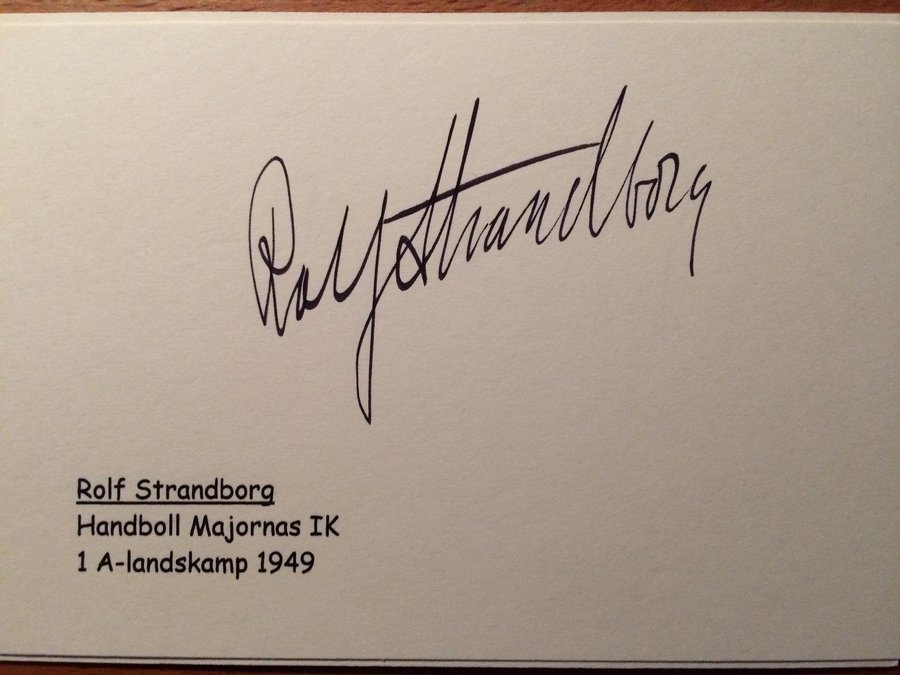 Rolf Strandborg
Rolf Strandborg
Handboll Majornas IK
1 A-landskamp 1949